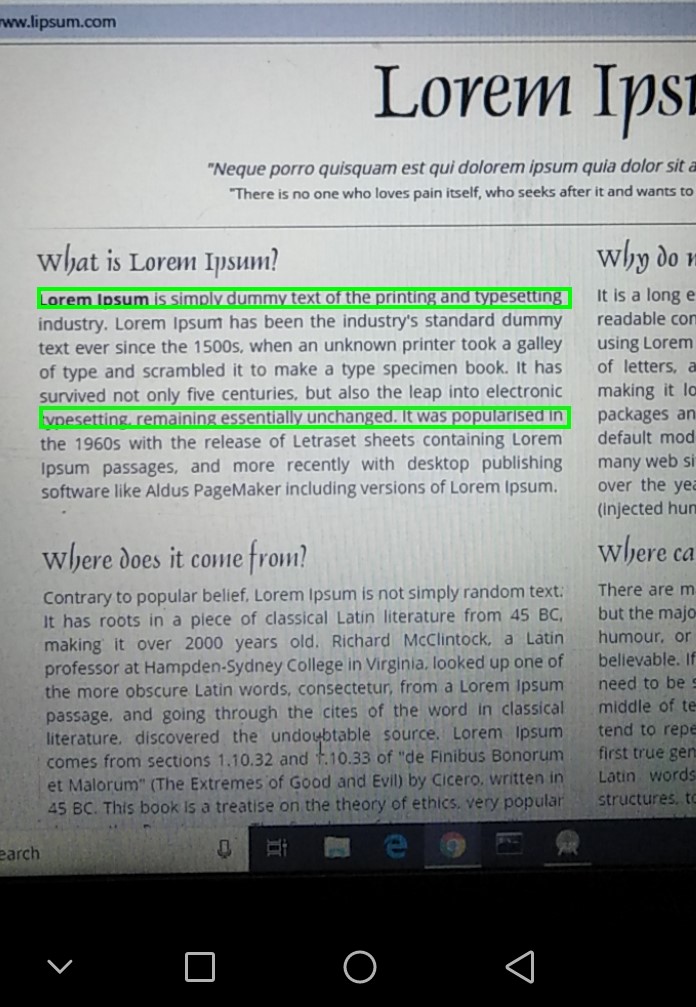 www.lipsum.com
Lorem Ips
"Neque porro quisquam est qui dolorem ipsum quia dolor sit a
"There is no one who loves pain itself, who seeks after it and wants to
What is Lorem Ipsum?
Lorem Ipsum is simply dummy text of the printing and typesetting
industry. Lorem Ipsum has been the industry's standard dummy
text ever since the 1500s, when an unknown printer took a galley
of type and scrambled it to make a type specimen book. It has
survived not only five centuries, but also the leap into electronic
typesetting, remaining essentially unchanged. It was popularised in
the 1960s with the release of Letraset sheets containing Lorem
Ipsum passages, and more recently with desktop publishing
software like Aldus PageMaker including versions of Lorem Ipsum.
Where does it come from?
Contrary to popular belief, Lorem Ipsum is not simply random text.
It has roots in a piece of classical Latin literature from 45 BC,
making it over 2000 years old. Richard McClintock, a Latin
professor at Hampden-Sydney College in Virginia, looked up one of
the more obscure Latin words, consectetur, from a Lorem Ipsum
passage, and going through the cites of the word in classical
literature, discovered the undoubtable source. Lorem Ipsum
comes from sections 1.10.32 and 1.10.33 of "de Finibus Bonorum
et Malorum" (The Extremes of Good and Evil) by Cicero, written in
45 BC. This book is a treatise on the theory of ethics, very popular
Why do
It is a long e
readable con
using Lorem
of letters, a
making it lo
packages an
default mod
many web si
over the yea
(injected hum
Where ca
There are m
but the majo
humour, or
believable. If
need to be s
middle of te
tend to repe
first true gen
Latin words
structures, to
earch